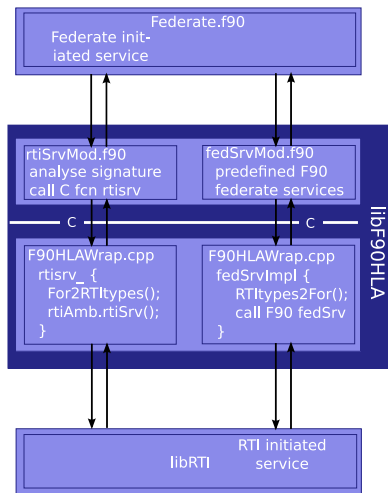 Federate.f90
Federate init-
iated service
rtiSrvMod.f90
analyse signature
call C fcn rtisrv
fedSrvMod.f90
predefined F90
federate services
C
C
libF90HLA
F90HLAWrap.cpp
rtisrv_ {
For2RTItypes();
rtiAmb.rtiSrv();
}
F90HLAWrap.cpp
fedSrvImpl {
RTItypes2For();
call F90 fedSrv
}
libRTI
RTI initiated
service